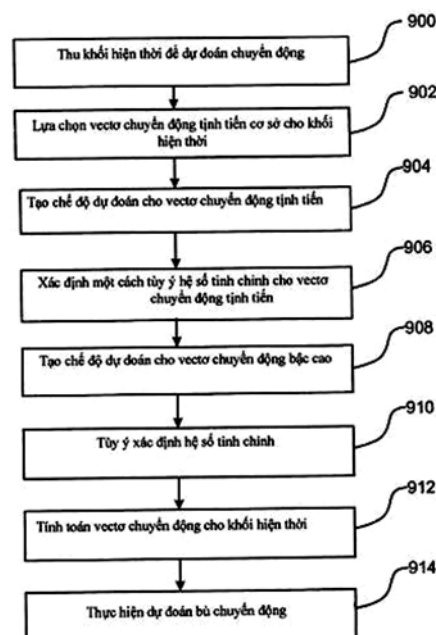 900
Thu khối hiện thời để dự đoán chuyển động
902
Lựa chọn vectơ chuyển động tịnh tiến cơ sở cho khối
hiện thời
904
Tạo chế độ dự đoán cho vectơ chuyển động tịnh tiến
906
Xác định một cách tùy ý hệ số tinh chỉnh cho vectơ
chuyển động tịnh tiến
908
Tạo chế độ dự đoán cho vectơ chuyển động bậc cao
910
Tùy ý xác định hệ số tinh chỉnh
912
Tính toán vectơ chuyển động cho khối hiện thời
914
Thực hiện dự đoán bù chuyển động